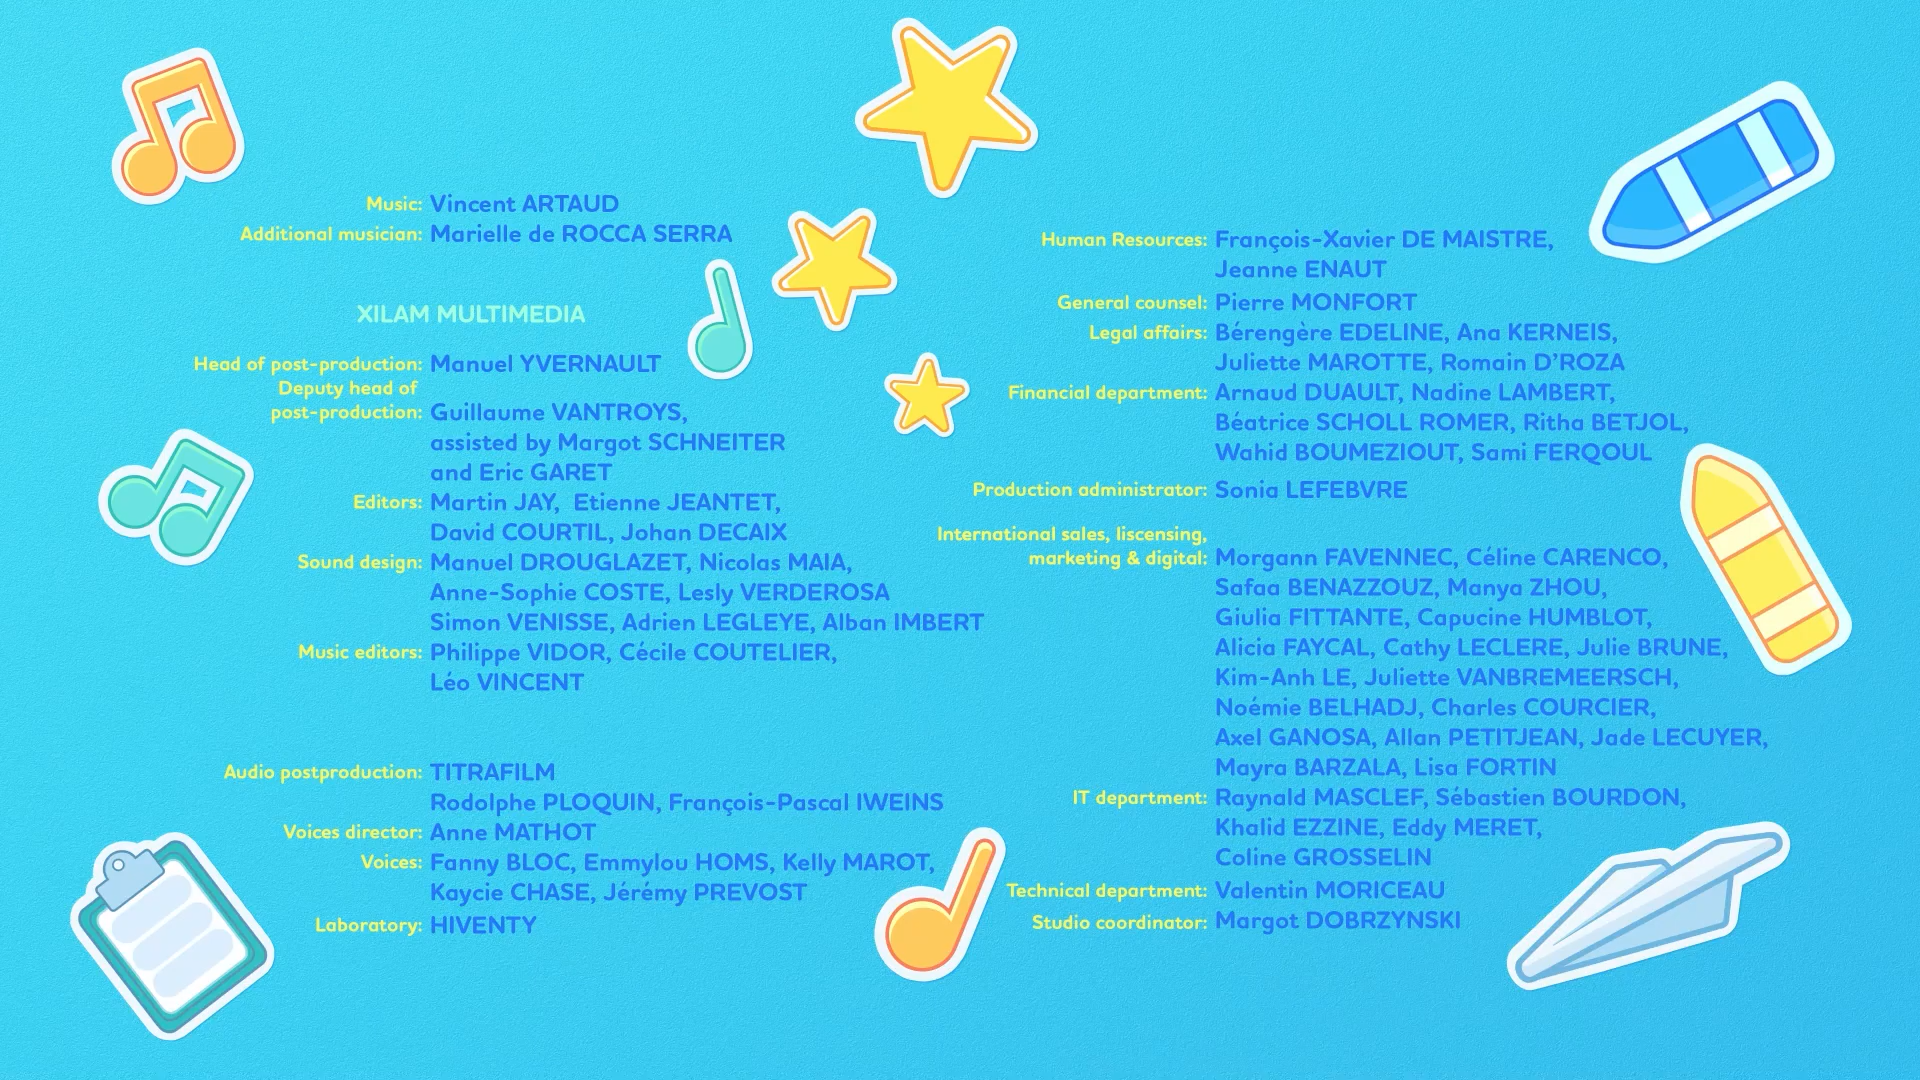 Music: Vincent ARTAUD
Additional musician: Marielle de ROCCA SERRA
XILAM MULTIMEDIA
Head of post-production: Manuel YVERNAULT
Deputy head of
post-production: Guillaume VANTROYS,
assisted by Margot SCHNEITER
and Eric GARET
Editors: Martin JAY, Etienne JEANTET,
David COURTIL, Johan DECAIX
Sound design: Manuel DROUGLAZET, Nicolas MAIA,
Anne-Sophie COSTE, Lesly VERDEROSA
Simon VENISSE, Adrien LEGLEYE, Alban IMBERT
Music editors: Philippe VIDOR, Cécile COUTELIER,
Léo VINCENT
Audio postproduction: TITRAFILM
Rodolphe PLOQUIN, François-Pascal IWEINS
Voices director: Anne MATHOT
Voices: Fanny BLOC, Emmylou HOMS, Kelly MAROT,
Kaycie CHASE, Jérémy PREVOST
Laboratory: HIVENTY
Human Resources: François-Xavier DE MAISTRE,
Jeanne ENAUT
General counsel: Pierre MONFORT
Legal affairs: Bérengère EDELINE, Ana KERNEIS,
Juliette MAROTTE, Romain D’ROZA
Financial department: Arnaud DUAULT, Nadine LAMBERT,
Béatrice SCHOLL ROMER, Ritha BETJOL,
Wahid BOUMEZIOUT, Sami FERQOUL
Production administrator: Sonia LEFEBVRE
International sales, liscensing,
marketing & digital: Morgann FAVENNEC, Céline CARENCO,
Safaa BENAZZOUZ, Manya ZHOU,
Giulia FITTANTE, Capucine HUMBLOT,
Alicia FAYCAL, Cathy LECLERE, Julie BRUNE,
Kim-Anh LE, Juliette VANBREMEERSCH,
Noémie BELHADJ, Charles COURCIER,
Axel GANOSA, Allan PETITJEAN, Jade LECUYER,
Mayra BARZALA, Lisa FORTIN
IT department: Raynald MASCLEF, Sébastien BOURDON,
Khalid EZZINE, Eddy MERET,
Coline GROSSELIN
Technical department: Valentin MORICEAU
Studio coordinator: Margot DOBRZYNSKI